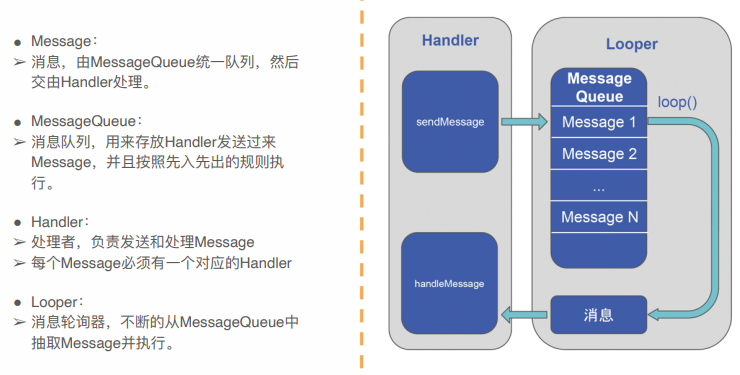 ● Message：
➢ 消息，由MessageQueue统一队列，然后
交由Handler处理。
● MessageQueue：
➢ 消息队列，用来存放Handler发送过来
Message，并且按照先入先出的规则执
行。
● Handler：
➢ 处理者，负责发送和处理Message
➢ 每个Message必须有一个对应的Handler
● Looper：
➢ 消息轮询器，不断的从MessageQueue中
抽取Message并执行。
Handler
sendMessage
handleMessage
Looper
Message
Queue
Message 1
Message 2
...
Message N
loop()
消息